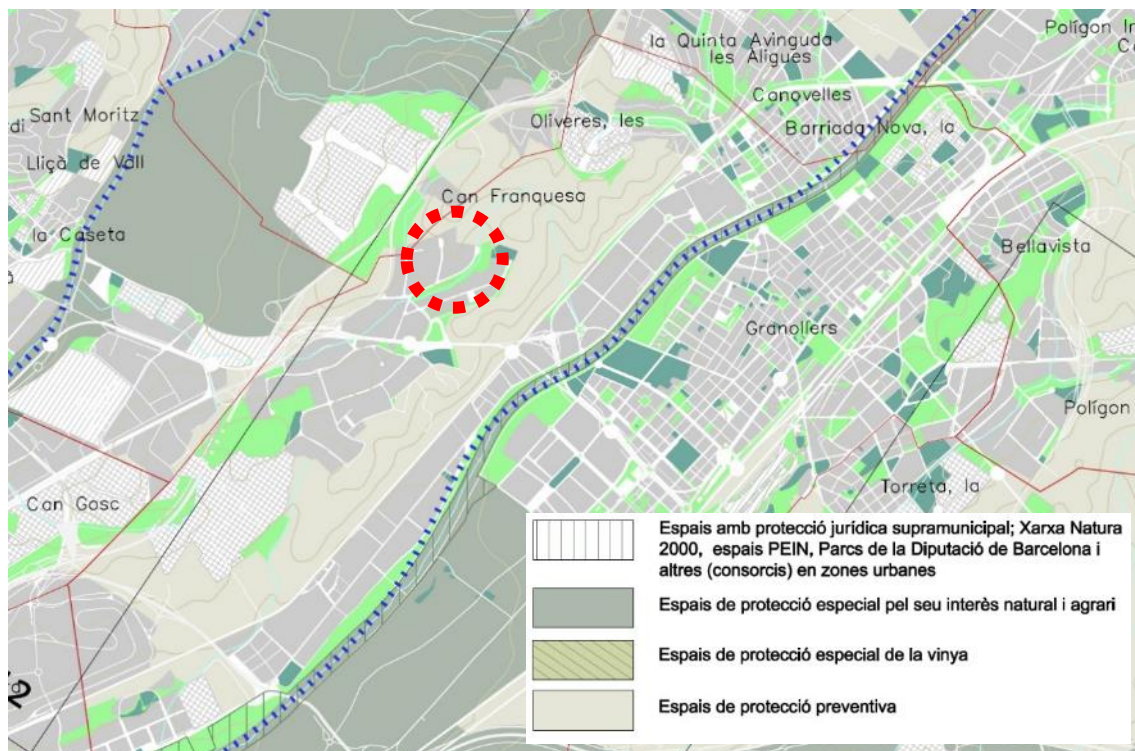 Polígon In
la Quinta Avinguda
les Aligues
Canovelles
Sant Moritz
di
Oliveres, les
Barriada Nova, la
Lliçà de Vall
Can Franquesa
la Caseta
à
Bellavista
Granollers
Polígon
Torreta, la
Can Gosc
Espais amb protecció jurídica supramunicipal; Xarxa Natura
2000, espais PEIN, Parcs de la Diputació de Barcelona i
altres (consorcis) en zones urbanes
Espais de protecció especial pel seu interès natural i agrari
Espais de protecció especial de la vinya
Espais de protecció preventiva